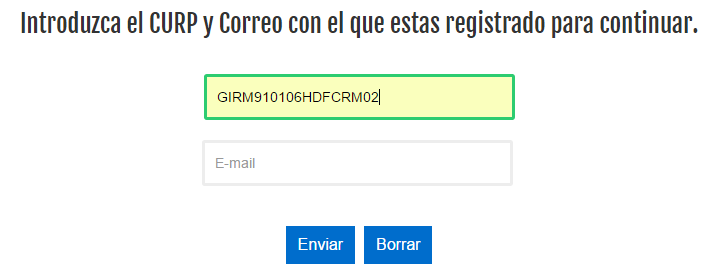 Introduzca el CURP y Correo con el que estas registrado para continuar.
GIRM910106HDFCRM02
E-mail
Enviar Borrar